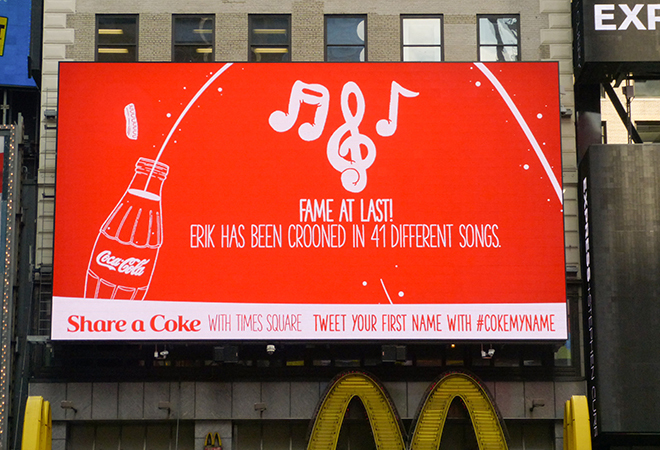 EXP
FAME AT LAST!
ERIK HAS BEEN CROONED IN 41 DIFFERENT SONGS.
Coca-Cola
Share a Coke WITH TIMES SQUARE TWEET YOUR FIRST NAME WITH #COKEMYNAME
EXPRESS